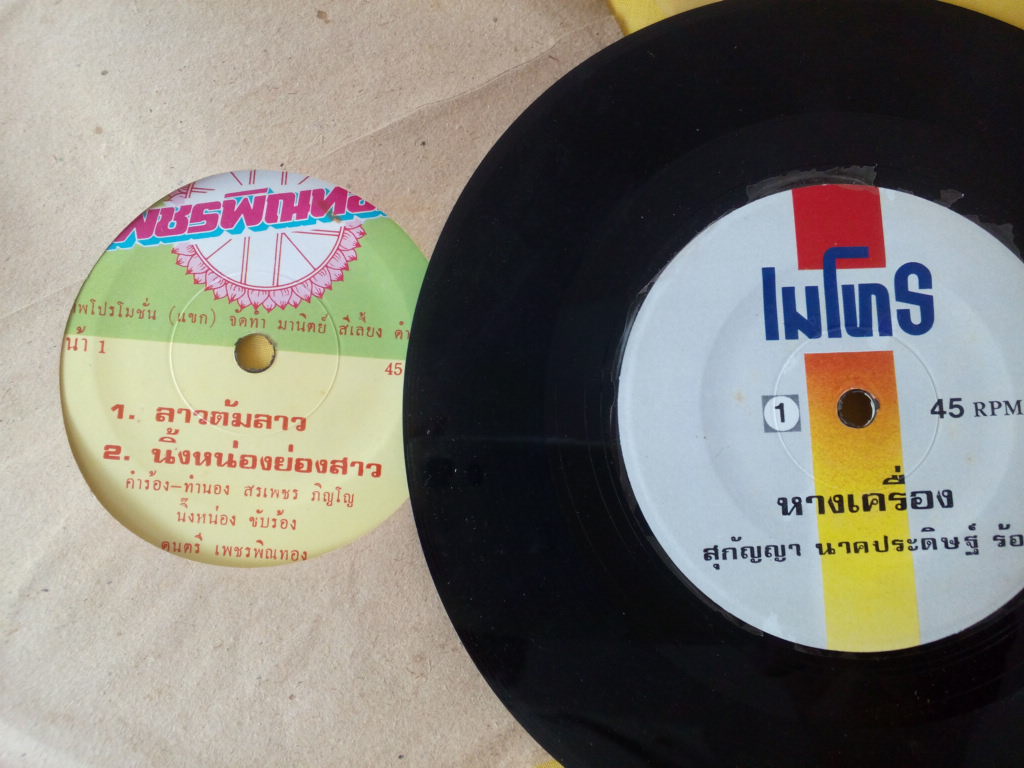 เพชรพิณทอง
พโปรโมชั่น (แขก) จัดทำ มานิตย์ สีเลี้ยง
น้า 1
45
1. ลาวต้มลาว
2. นิ้งหน่องย่องสาว
คำร้อง-ทำนอง สรเพชร ภิญโญ
นิ๊งหน่อง ขับร้อง
ดนตรี เพชรพิณทอง
เมโทร
1
45 RPM
หางเครื่อง
สุกัญญา นาคประดิษฐ์ ร้อ